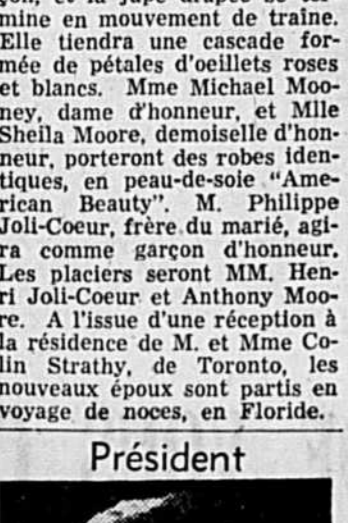 mine en mouvement de traîne.
Elle tiendra une cascade for-
mée de pétales d'oeillets roses
et blancs. Mme Michael Moo-
ney, dame d'honneur, et Mlle
Sheila Moore, demoiselle d'hon-
neur, porteront des robes iden-
tiques, en peau-de-soie “Ame-
rican Beauty”. M. Philippe
Joli-Coeur, frère du marié, agi-
ra comme garçon d'honneur.
Les placiers seront MM. Hen-
ri Joli-Coeur et Anthony Moo-
re. A l'issue d'une réception à
la résidence de M. et Mme Co-
lin Strathy, de Toronto, les
nouveaux époux sont partis en
voyage de noces, en Floride.
Président